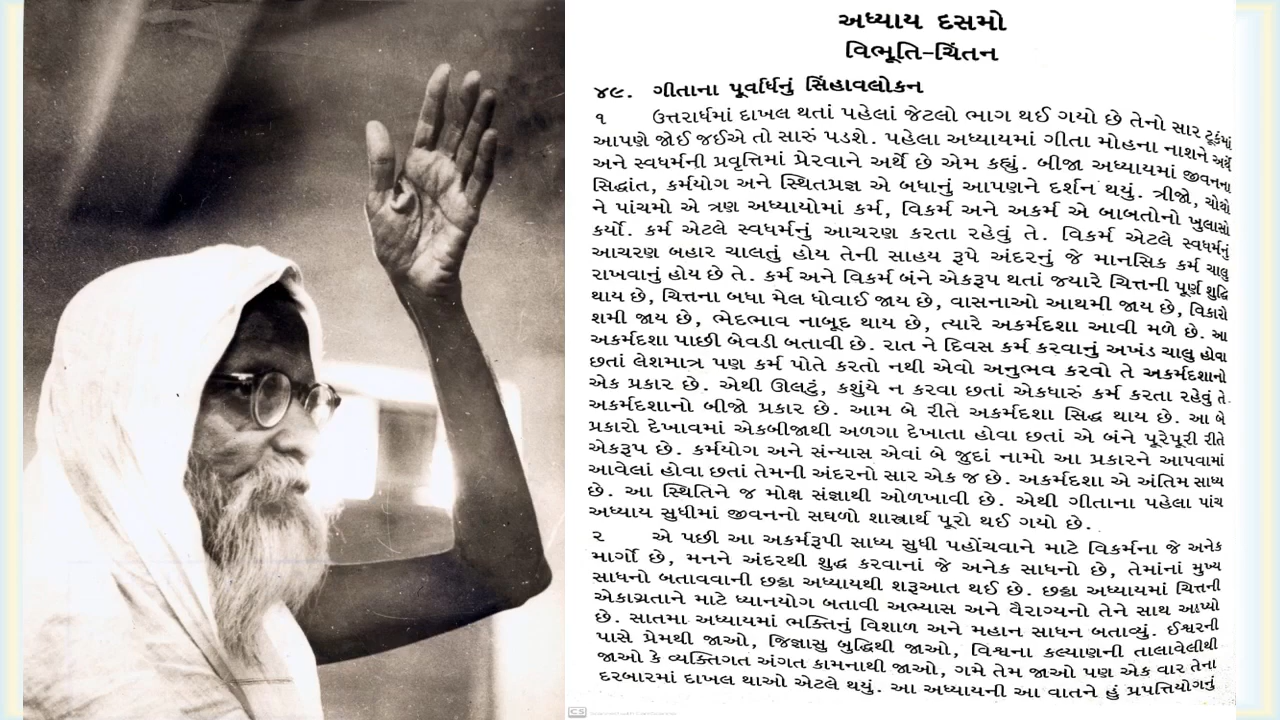 અધ્યાય દસમો
વિભૂતિ-ચિંતન
૪૯. ગીતાના પૂર્વાર્ધનું સિંહાવલોકન
૧ ઉત્તરાર્ધમાં દાખલ થતાં પહેલાં જેટલો ભાગ થઈ ગયો છે તેનો સાર ટૂંકમાં
આપણે જોઈ જઈએ તો સારું પડશે. પહેલા અધ્યાયમાં ગીતા મોહના નાશને અર્થે
અને સ્વધર્મની પ્રવૃત્તિમાં પ્રેરવાને અર્થે છે એમ કહ્યું. બીજા અધ્યાયમાં જીવનના
સિદ્ધાંત, કર્મયોગ અને સ્થિતપ્રજ્ઞ એ બધાનું આપણને દર્શન થયું. ત્રીજો, ચોથો
ને પાંચમો એ ત્રણ અધ્યાયોમાં કર્મ, વિકર્મ અને અકર્મ એ બાબતોનો ખુલાસો
કર્યો. કર્મ એટલે સ્વધર્મનું આચરણ કરતા રહેવું તે. વિકર્મ એટલે સ્વધર્મનું
આચરણ બહાર ચાલતું હોય તેની સાહય રૂપે અંદરનું જે માનસિક કર્મ ચાલુ
રાખવાનું હોય છે તે. કર્મ અને વિકર્મ બંને એકરૂપ થતાં જ્યારે ચિત્તની પૂર્ણ શુદ્ધિ
થાય છે, ચિત્તના બધા મેલ ધોવાઈ જાય છે, વાસનાઓ આથમી જાય છે, વિકારો
શમી જાય છે, ભેદભાવ નાબૂદ થાય છે, ત્યારે અકર્મદશા આવી મળે છે. આ
અકર્મદશા પાછી બેવડી બતાવી છે. રાત ને દિવસ કર્મ કરવાનું અખંડ ચાલુ હોવા
છતાં લેશમાત્ર પણ કર્મ પોતે કરતો નથી એવો અનુભવ કરવો તે અકર્મદશાનો
એક પ્રકાર છે. એથી ઊલટું, કશુંયે ન કરવા છતાં એકધારું કર્મ કરતા રહેવું તે
અકર્મદશાનો બીજો પ્રકાર છે. આમ બે રીતે અકર્મદશા સિદ્ધ થાય છે. આ બે
પ્રકારો દેખાવમાં એકબીજાથી અળગા દેખાતા હોવા છતાં એ બંને પૂરેપૂરી રીતે
એકરૂપ છે. કર્મયોગ અને સંન્યાસ એવાં બે જુદાં નામો આ પ્રકારને આપવામાં
આવેલાં હોવા છતાં તેમની અંદરનો સાર એક જ છે. અકર્મદશા એ અંતિમ સાધ્ય
છે. આ સ્થિતિને જ મોક્ષ સંજ્ઞાથી ઓળખાવી છે. એથી ગીતાના પહેલા પાંચ
અધ્યાય સુધીમાં જીવનનો સઘળો શાસ્ત્રાર્થ પૂરો થઈ ગયો છે.
૨ એ પછી આ અકર્મરૂપી સાધ્ય સુધી પહોંચવાને માટે વિકર્મના જે અનેક
માર્ગો છે, મનને અંદરથી શુદ્ધ કરવાનાં જે અનેક સાધનો છે, તેમાંનાં મુખ્ય
સાધનો બતાવવાની છઠ્ઠા અધ્યાયથી શરૂઆત થઈ છે. છઠ્ઠા અધ્યાયમાં ચિત્તની
એકાગ્રતાને માટે ધ્યાનયોગ બતાવી અભ્યાસ અને વૈરાગ્યનો તેને સાથ આપ્યો
છે. સાતમા અધ્યાયમાં ભક્તિનું વિશાળ અને મહાન સાધન બતાવ્યું. ઈશ્વરની
પાસે પ્રેમથી જાઓ, જિજ્ઞાસુ બુદ્ધિથી જાઓ, વિશ્વના કલ્યાણની તાલાવેલીથી
જાઓ કે વ્યક્તિગત અંગત કામનાથી જાઓ, ગમે તેમ જાઓ પણ એક વાર તેના
દરબારમાં દાખલ થાઓ એટલે થયું. આ અધ્યાયની આ વાતને હું પ્રપત્તિયોગનું
CS